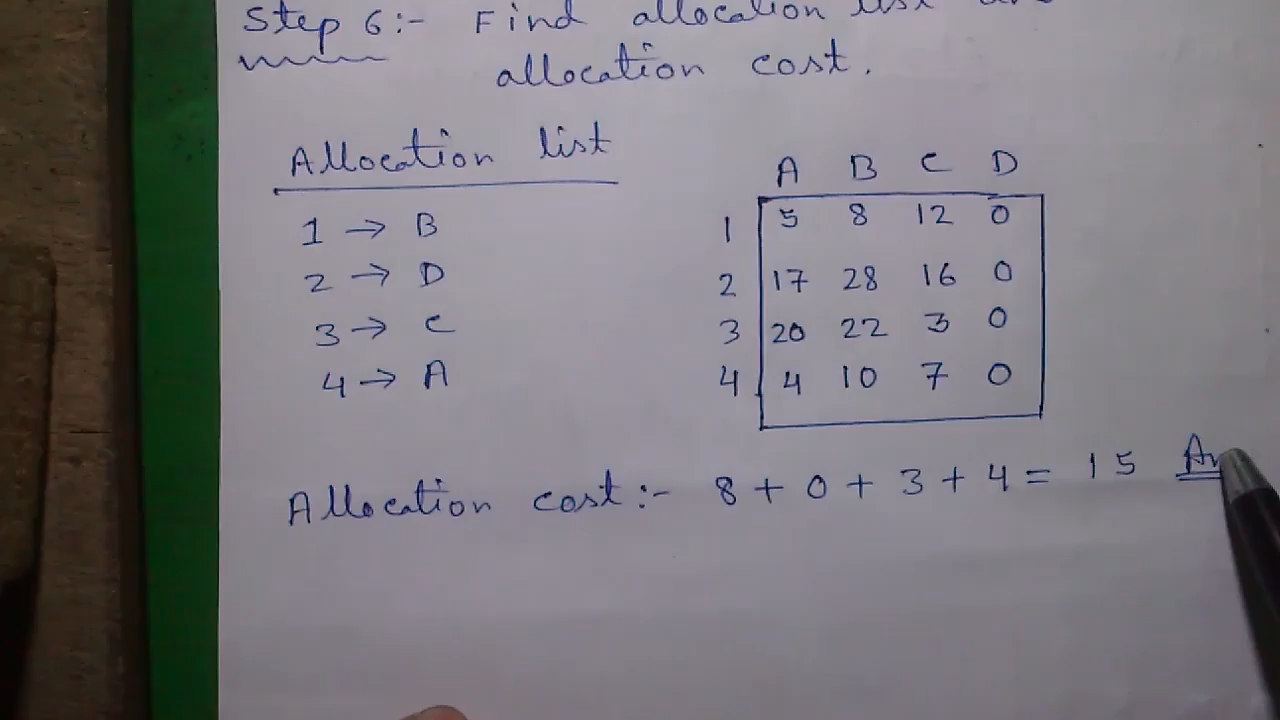 Step 6:- Find allocation list
allocation cost.
Allocation list
1 → B
2 → D
3 → C
4 → A
A B C D
1 5 8 12 0
2 17 28 16 0
3 20 22 3 0
4 4 10 7 0
Allocation cost:- 8 + 0 + 3 + 4 = 15